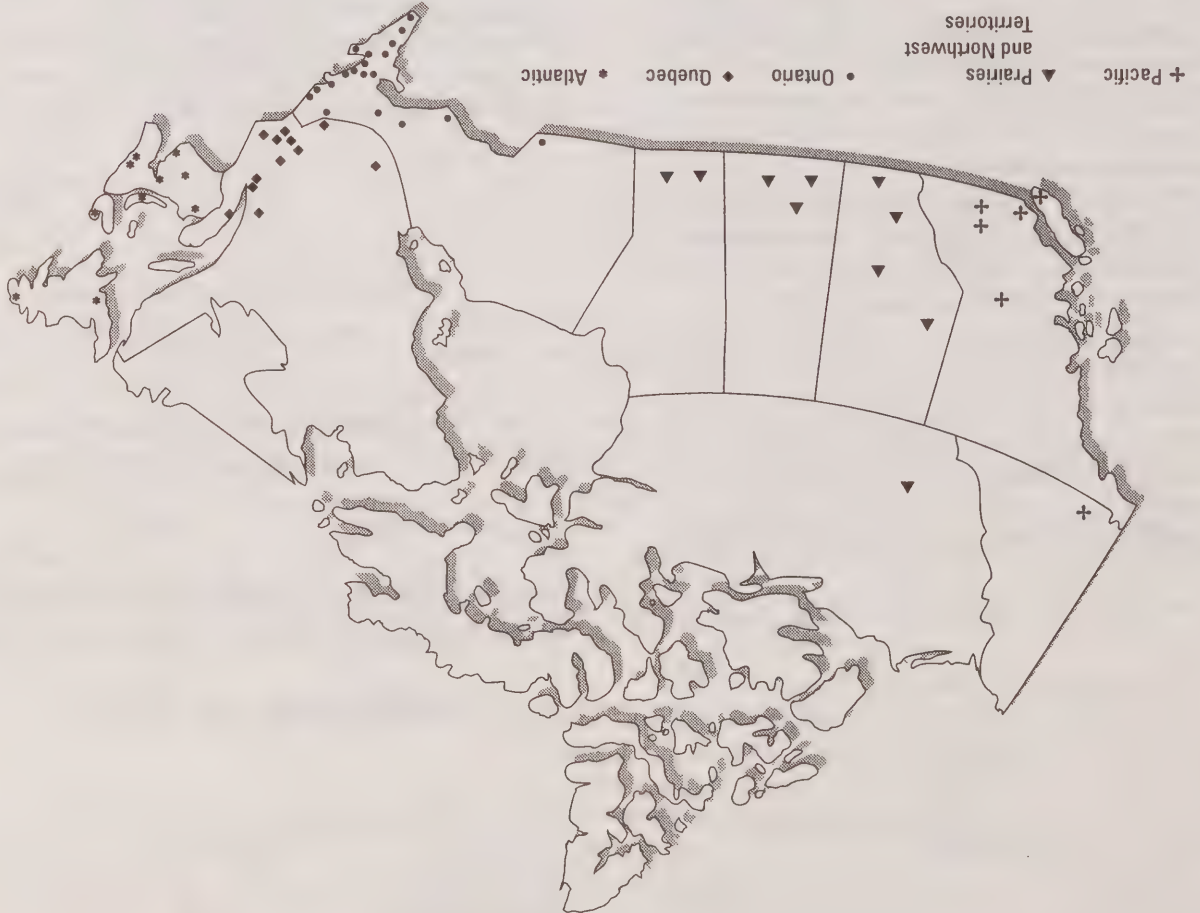 ✢ Pacific ▲ Prairies and Northwest Territories ● Ontario ◆ Quebec ✱ Atlantic